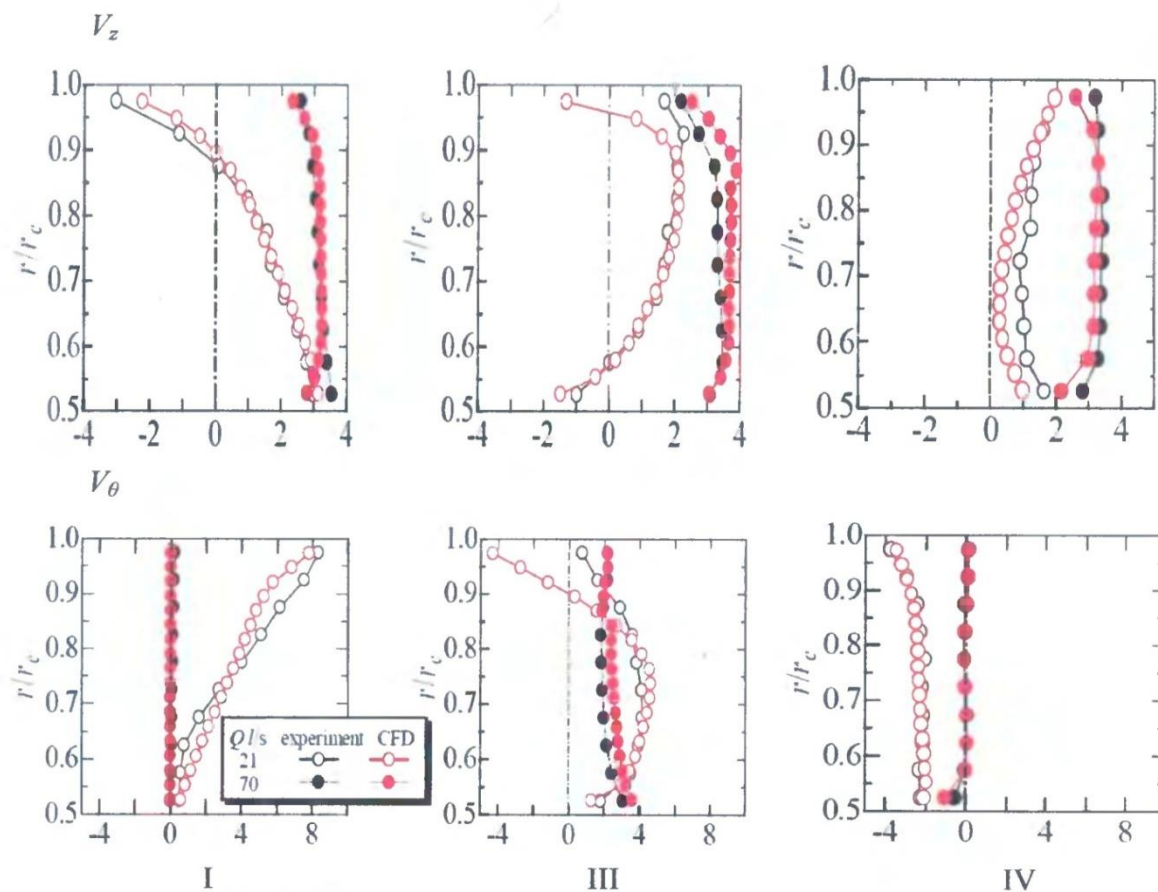 V_z
1.0 1.0 1.0
0.9 0.9 0.9
0.8 0.8 0.8
r/r_c r/r_c r/r_c
0.7 0.7 0.7
0.6 0.6 0.6
0.5 0.5 0.5
-4 -2 0 2 4 -4 -2 0 2 4 -4 -2 0 2 4
V_θ
1.0 1.0 1.0
0.9 0.9 0.9
0.8 0.8 0.8
r/r_c r/r_c r/r_c
0.7 0.7 0.7
Q l/s experiment CFD
0.6 0.6 0.6
21
70
0.5 0.5 0.5
-4 0 4 8 -4 0 4 8 -4 0 4 8
I III IV